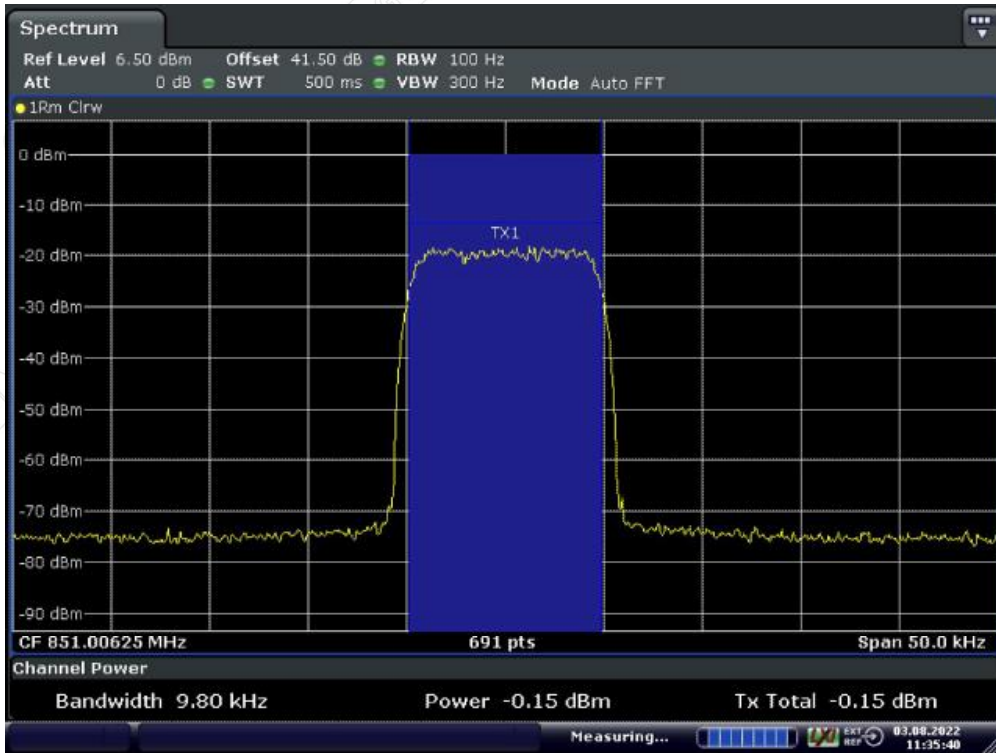 Spectrum
Ref Level 6.50 dBm Offset 41.50 dB RBW 100 Hz
Att 0 dB SWT 500 ms VBW 300 Hz Mode Auto FFT
1Rm Clrw
0 dBm
-10 dBm
TX1
-20 dBm
-30 dBm
-40 dBm
-50 dBm
-60 dBm
-70 dBm
-80 dBm
-90 dBm
CF 851.00625 MHz 691 pts Span 50.0 kHz
Channel Power
Bandwidth 9.80 kHz Power -0.15 dBm Tx Total -0.15 dBm
Measuring... LXI EXT REF 03.08.2022
11:35:40